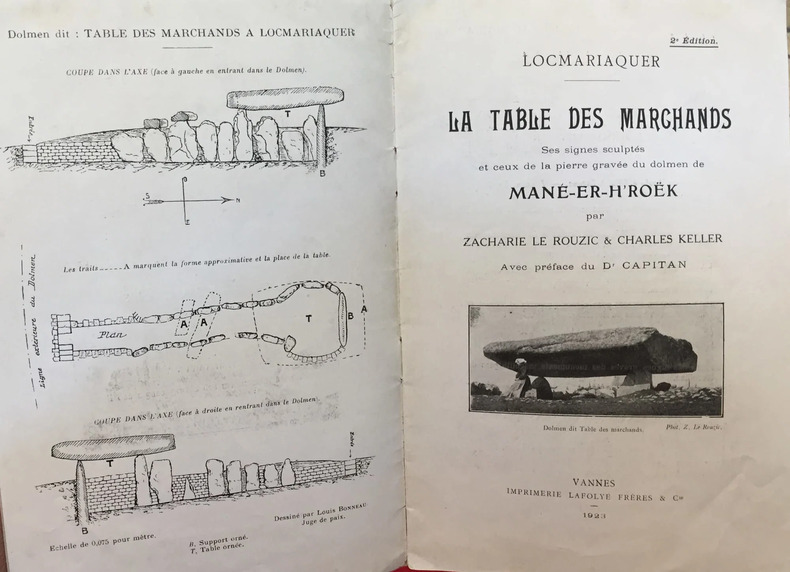 Dolmen dit : TABLE DES MARCHANDS A LOCMARIAQUER
COUPE DANS L'AXE (face à gauche en entrant dans le Dolmen).
T
B
S
N
E
Les traits ...... A marquent la forme approximative et la place de la table.
Ligne extérieure du Dolmen
Plan
A
A
T
B
A
COUPE DANS L'AXE (face à droite en rentrant dans le Dolmen).
T
B
Echelle de 0,075 pour mètre.
B, Support orné.
T, Table ornée.
Dessiné par Louis BONNEAU
Juge de paix.
2e Édition.
LOCMARIAQUER
LA TABLE DES MARCHANDS
Ses signes sculptés
et ceux de la pierre gravée du dolmen de
MANÉ-ER-H'ROËK
par
ZACHARIE LE ROUZIC & CHARLES KELLER
Avec préface du Dr CAPITAN
Dolmen dit Table des marchands.
Phot. Z. Le Rouzic.
VANNES
IMPRIMERIE LAFOLYE FRÈRES & Cie
1923